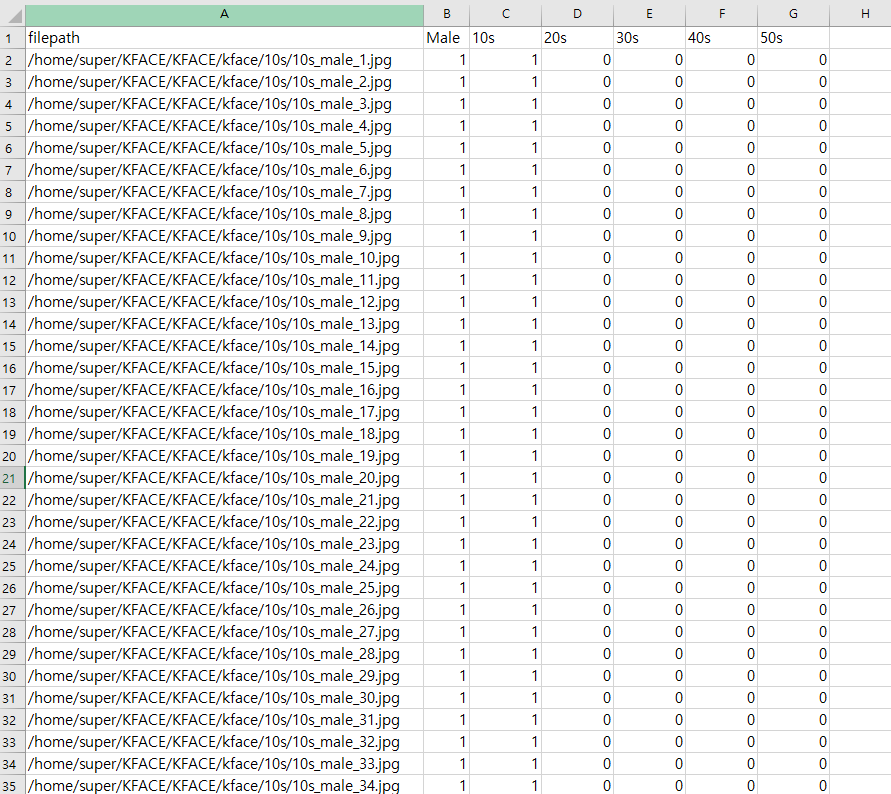 A B C D E F G H
1 filepath Male 10s 20s 30s 40s 50s
2 /home/super/KFACE/KFACE/kface/10s/10s_male_1.jpg 1 1 0 0 0 0
3 /home/super/KFACE/KFACE/kface/10s/10s_male_2.jpg 1 1 0 0 0 0
4 /home/super/KFACE/KFACE/kface/10s/10s_male_3.jpg 1 1 0 0 0 0
5 /home/super/KFACE/KFACE/kface/10s/10s_male_4.jpg 1 1 0 0 0 0
6 /home/super/KFACE/KFACE/kface/10s/10s_male_5.jpg 1 1 0 0 0 0
7 /home/super/KFACE/KFACE/kface/10s/10s_male_6.jpg 1 1 0 0 0 0
8 /home/super/KFACE/KFACE/kface/10s/10s_male_7.jpg 1 1 0 0 0 0
9 /home/super/KFACE/KFACE/kface/10s/10s_male_8.jpg 1 1 0 0 0 0
10 /home/super/KFACE/KFACE/kface/10s/10s_male_9.jpg 1 1 0 0 0 0
11 /home/super/KFACE/KFACE/kface/10s/10s_male_10.jpg 1 1 0 0 0 0
12 /home/super/KFACE/KFACE/kface/10s/10s_male_11.jpg 1 1 0 0 0 0
13 /home/super/KFACE/KFACE/kface/10s/10s_male_12.jpg 1 1 0 0 0 0
14 /home/super/KFACE/KFACE/kface/10s/10s_male_13.jpg 1 1 0 0 0 0
15 /home/super/KFACE/KFACE/kface/10s/10s_male_14.jpg 1 1 0 0 0 0
16 /home/super/KFACE/KFACE/kface/10s/10s_male_15.jpg 1 1 0 0 0 0
17 /home/super/KFACE/KFACE/kface/10s/10s_male_16.jpg 1 1 0 0 0 0
18 /home/super/KFACE/KFACE/kface/10s/10s_male_17.jpg 1 1 0 0 0 0
19 /home/super/KFACE/KFACE/kface/10s/10s_male_18.jpg 1 1 0 0 0 0
20 /home/super/KFACE/KFACE/kface/10s/10s_male_19.jpg 1 1 0 0 0 0
21 /home/super/KFACE/KFACE/kface/10s/10s_male_20.jpg 1 1 0 0 0 0
22 /home/super/KFACE/KFACE/kface/10s/10s_male_21.jpg 1 1 0 0 0 0
23 /home/super/KFACE/KFACE/kface/10s/10s_male_22.jpg 1 1 0 0 0 0
24 /home/super/KFACE/KFACE/kface/10s/10s_male_23.jpg 1 1 0 0 0 0
25 /home/super/KFACE/KFACE/kface/10s/10s_male_24.jpg 1 1 0 0 0 0
26 /home/super/KFACE/KFACE/kface/10s/10s_male_25.jpg 1 1 0 0 0 0
27 /home/super/KFACE/KFACE/kface/10s/10s_male_26.jpg 1 1 0 0 0 0
28 /home/super/KFACE/KFACE/kface/10s/10s_male_27.jpg 1 1 0 0 0 0
29 /home/super/KFACE/KFACE/kface/10s/10s_male_28.jpg 1 1 0 0 0 0
30 /home/super/KFACE/KFACE/kface/10s/10s_male_29.jpg 1 1 0 0 0 0
31 /home/super/KFACE/KFACE/kface/10s/10s_male_30.jpg 1 1 0 0 0 0
32 /home/super/KFACE/KFACE/kface/10s/10s_male_31.jpg 1 1 0 0 0 0
33 /home/super/KFACE/KFACE/kface/10s/10s_male_32.jpg 1 1 0 0 0 0
34 /home/super/KFACE/KFACE/kface/10s/10s_male_33.jpg 1 1 0 0 0 0
35 /home/super/KFACE/KFACE/kface/10s/10s_male_34.jpg 1 1 0 0 0 0